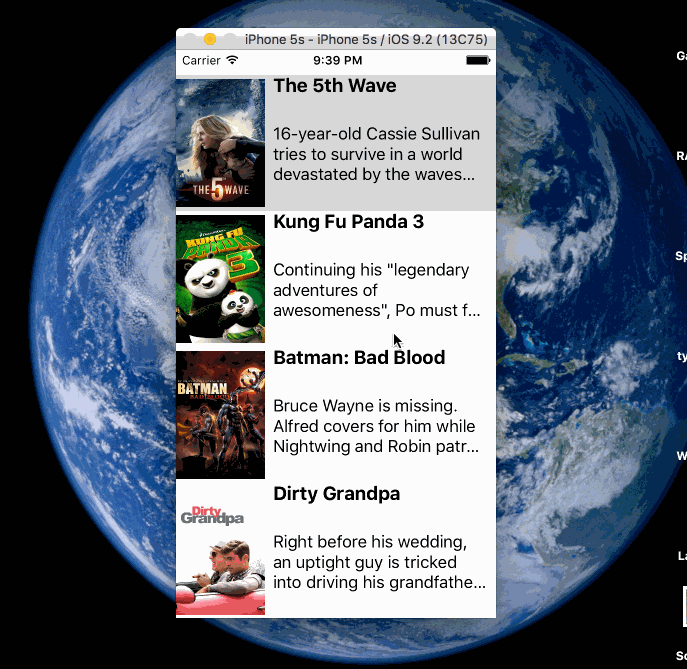 iPhone 5s - iPhone 5s / iOS 9.2 (13C75)
Carrier 9:39 PM
The 5th Wave
16-year-old Cassie Sullivan
tries to survive in a world
devastated by the waves...
THE 5 WAVE
Kung Fu Panda 3
KUNG FU
PANDA
3
Continuing his "legendary
adventures of
awesomeness", Po must f...
Batman: Bad Blood
BATMAN
BAD BLOOD
Bruce Wayne is missing.
Alfred covers for him while
Nightwing and Robin patr...
Dirty Grandpa
Dirty
Grandpa
Right before his wedding,
an uptight guy is tricked
into driving his grandfathe...
Ga
RA
Sp
ty
W
La
Sc